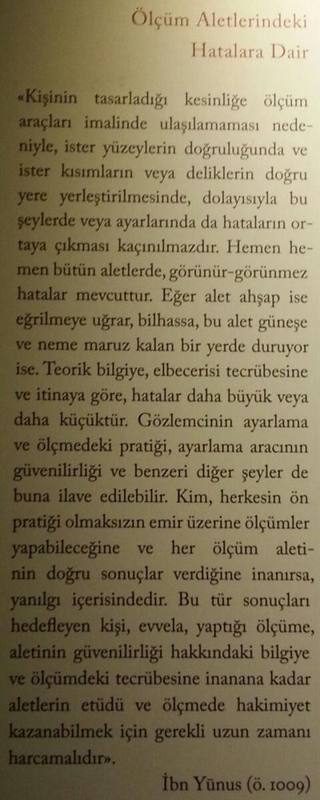 Ölçüm Aletlerindeki
Hatalara Dair
«Kişinin tasarladığı kesinliğe ölçüm
araçları imalinde ulaşılamaması nede-
niyle, ister yüzeylerin doğruluğunda ve
ister kısımların veya deliklerin doğru
yere yerleştirilmesinde, dolayısıyla bu
şeylerde veya ayarlarında da hataların or-
taya çıkması kaçınılmazdır. Hemen he-
men bütün aletlerde, görünür-görünmez
hatalar mevcuttur. Eğer alet ahşap ise
eğrilmeye uğrar, bilhassa, bu alet güneşe
ve neme maruz kalan bir yerde duruyor
ise. Teorik bilgiye, elbecerisi tecrübesine
ve itinaya göre, hatalar daha büyük veya
daha küçüktür. Gözlemcinin ayarlama
ve ölçmedeki pratiği, ayarlama aracının
güvenilirliği ve benzeri diğer şeyler de
buna ilave edilebilir. Kim, herkesin ön
pratiği olmaksızın emir üzerine ölçümler
yapabileceğine ve her ölçüm aleti-
nin doğru sonuçlar verdiğine inanırsa,
yanılgı içerisindedir. Bu tür sonuçları
hedefleyen kişi, evvela, yaptığı ölçüme,
aletinin güvenilirliği hakkındaki bilgiye
ve ölçümdeki tecrübesine inanana kadar
aletlerin etüdü ve ölçmede hakimiyet
kazanabilmek için gerekli uzun zamanı
harcamalıdır».
İbn Yūnus (ö. 1009)